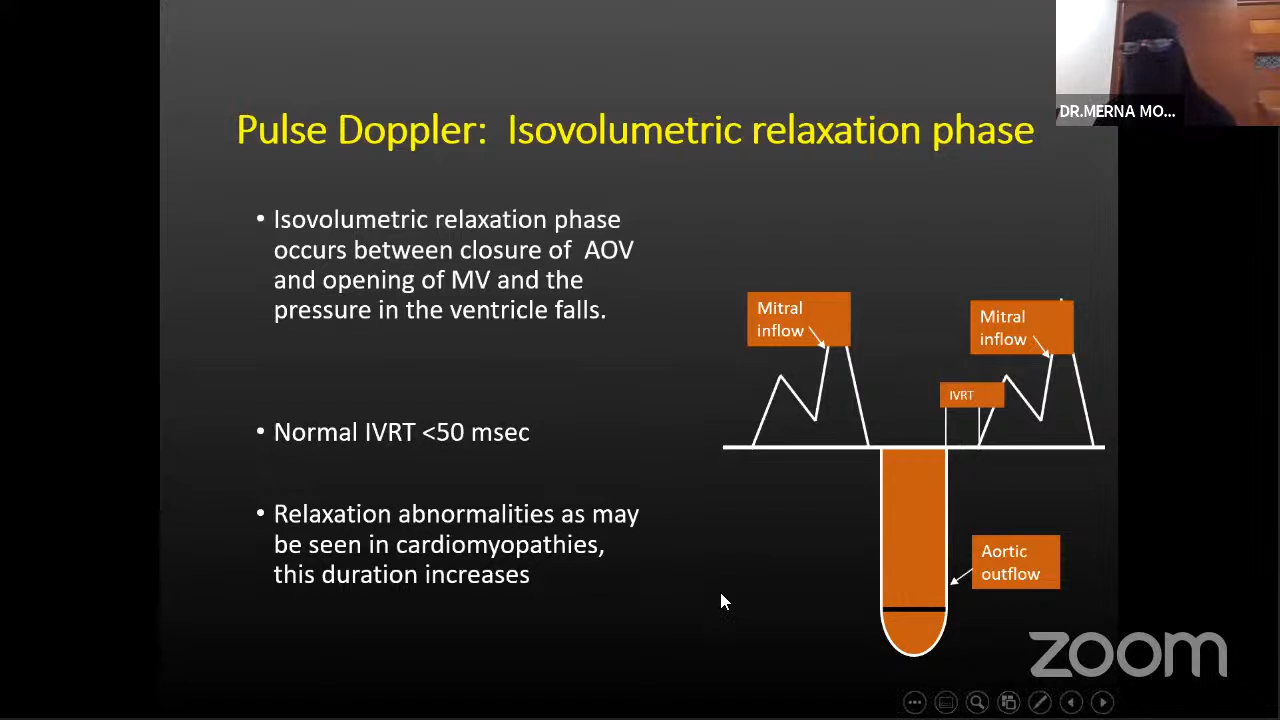 DR.MERNA MO...
Pulse Doppler: Isovolumetric relaxation phase
• Isovolumetric relaxation phase
occurs between closure of AOV
and opening of MV and the
pressure in the ventricle falls.
• Normal IVRT <50 msec
• Relaxation abnormalities as may
be seen in cardiomyopathies,
this duration increases
Mitral
inflow
Mitral
inflow
IVRT
Aortic
outflow
zoom